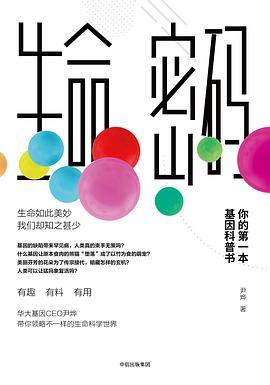 生命密码
你的第一本
基因科普书
生命如此美妙
我们却知之甚少
基因的缺陷带来罕见病，人类真的束手无策吗？
什么基因让原本食肉的熊猫“堕落”成了以竹为食的萌宠？
美丽芬芳的花朵为了传宗接代，暗藏怎样的玄机？
人类可以让猛犸象复活吗？
有趣 有料 有用
尹烨 著
华大基因CEO尹烨
带你领略不一样的生命科学世界
中信出版集团